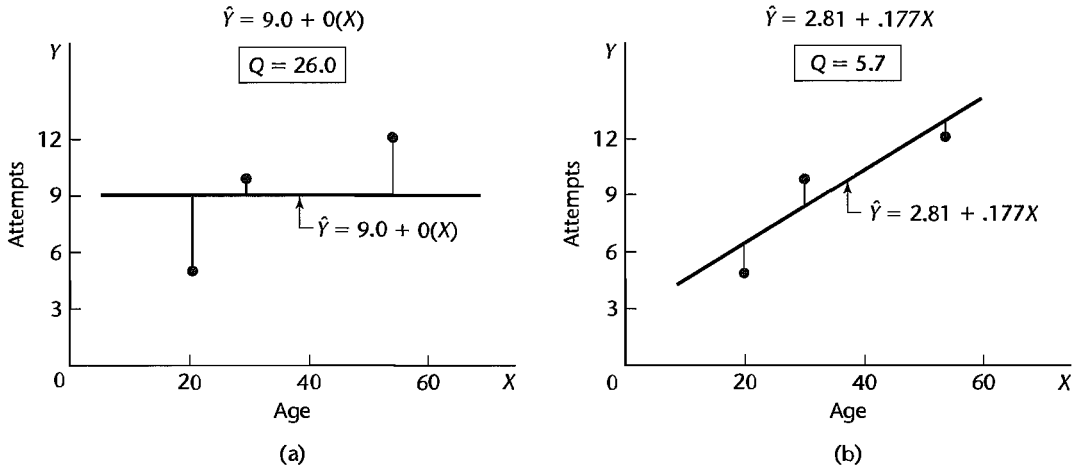 Ŷ = 9.0 + 0(X)
Q = 26.0
Y
12
9
6
3
0
Attempts
Ŷ = 9.0 + 0(X)
20
40
60
X
Age
(a)
Ŷ = 2.81 + .177X
Q = 5.7
Y
12
9
6
3
0
Attempts
Ŷ = 2.81 + .177X
20
40
60
X
Age
(b)